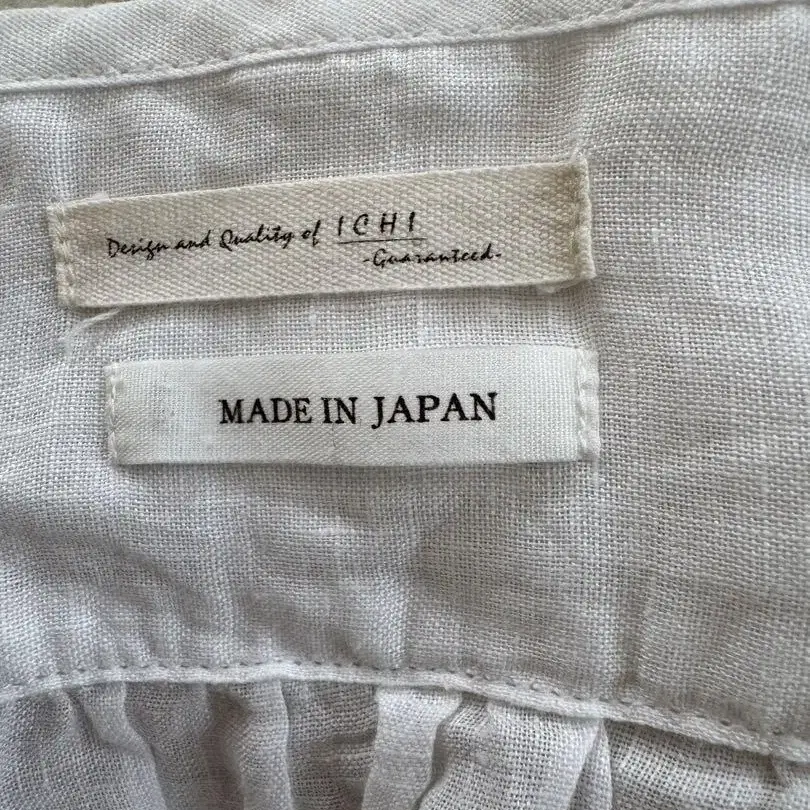 Design and Quality of ICHI
-Guaranteed-
MADE IN JAPAN